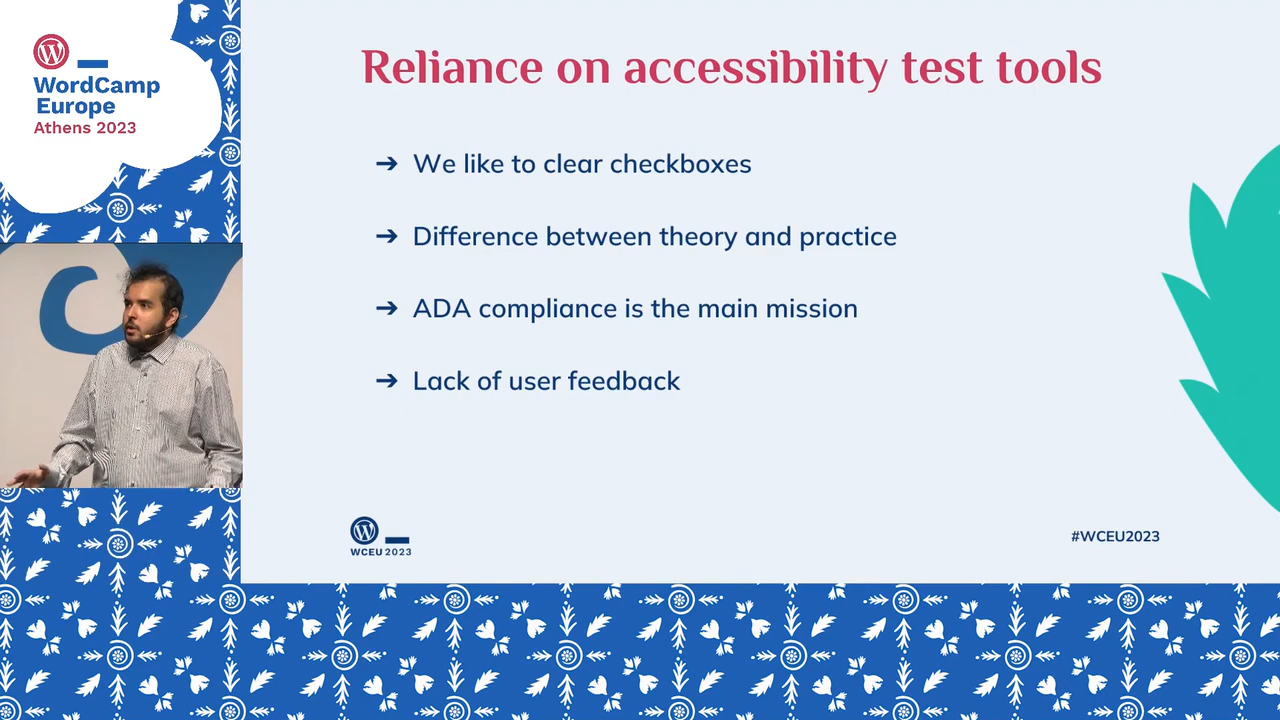 WordCamp
Europe
Athens 2023
Reliance on accessibility test tools
➔ We like to clear checkboxes
➔ Difference between theory and practice
➔ ADA compliance is the main mission
➔ Lack of user feedback
WCEU 2023
#WCEU2023